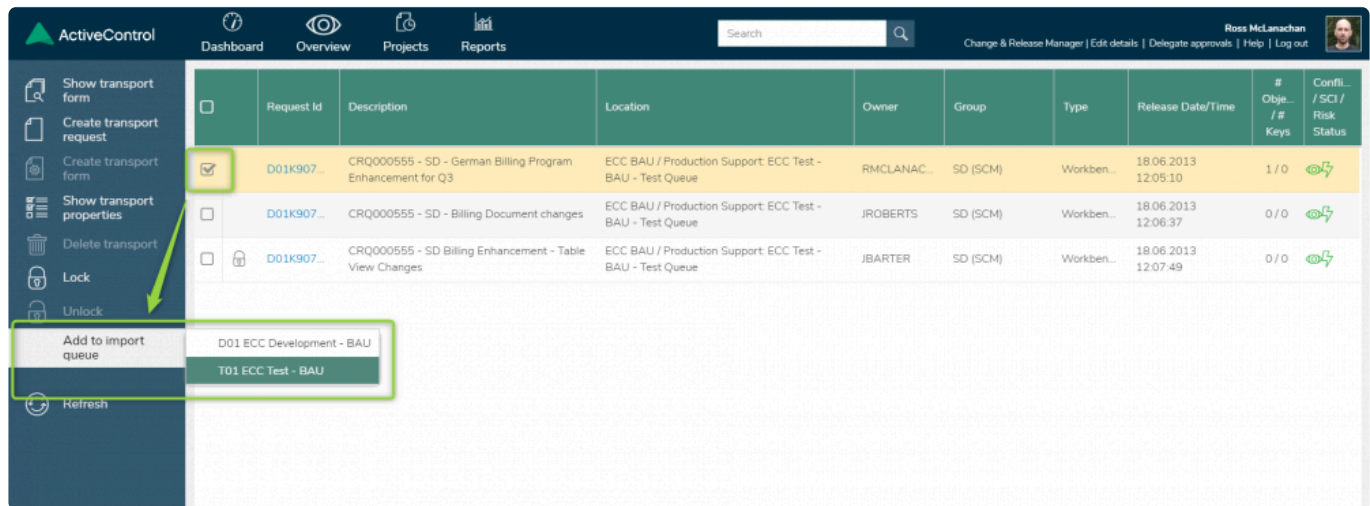 ActiveControl
Dashboard
Overview
Projects
Reports
Search
Ross McLanachan
Change & Release Manager | Edit details | Delegate approvals | Help | Log out
Show transport
form
Create transport
request
Create transport
form
Show transport
properties
Delete transport
Lock
Unlock
Add to import
queue
Refresh
D01 ECC Development - BAU
T01 ECC Test - BAU
Request Id
Description
Location
Owner
Group
Type
Release Date/Time
#
Obje...
/ #
Keys
Confli...
/ SCI /
Risk
Status
D01K907...
CRQ000555 - SD - German Billing Program
Enhancement for Q3
ECC BAU / Production Support: ECC Test -
BAU - Test Queue
RMCLANAC...
SD (SCM)
Workben...
18.06.2013
12:05:10
1 / 0
D01K907...
CRQ000555 - SD - Billing Document changes
ECC BAU / Production Support: ECC Test -
BAU - Test Queue
JROBERTS
SD (SCM)
Workben...
18.06.2013
12:06:37
0 / 0
D01K907...
CRQ000555 - SD Billing Enhancement - Table
View Changes
ECC BAU / Production Support: ECC Test -
BAU - Test Queue
JBARTER
SD (SCM)
Workben...
18.06.2013
12:07:49
0 / 0